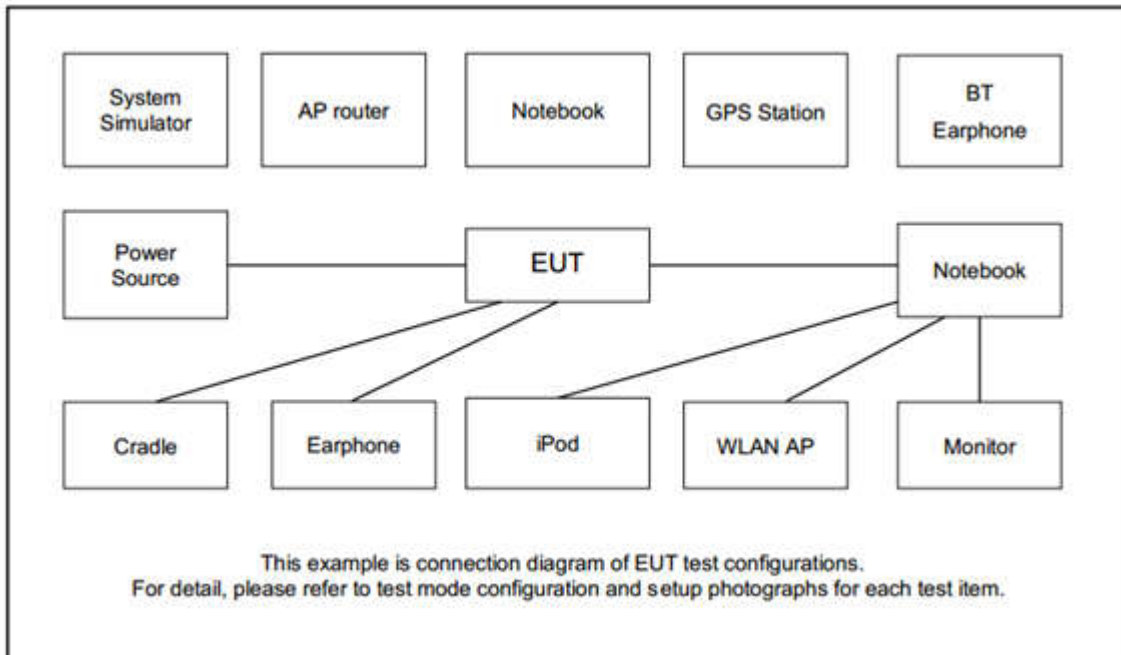 System
Simulator
AP router
Notebook
GPS Station
BT
Earphone
Power
Source
EUT
Notebook
Cradle
Earphone
iPod
WLAN AP
Monitor
This example is connection diagram of EUT test configurations.
For detail, please refer to test mode configuration and setup photographs for each test item.